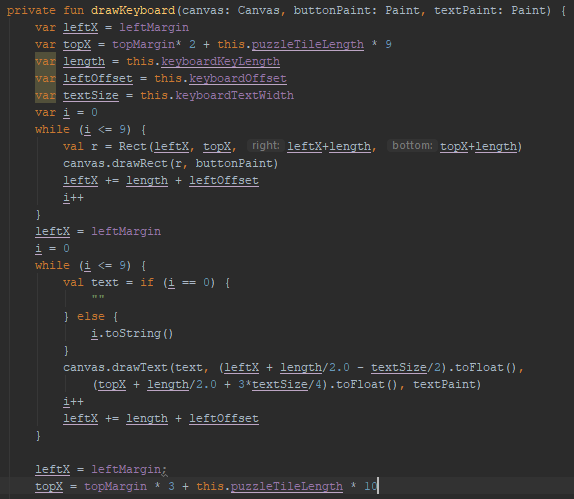 private fun drawKeyboard(canvas: Canvas, buttonPaint: Paint, textPaint: Paint) {
var leftX = leftMargin
var topX = topMargin* 2 + this.puzzleTileLength * 9
var length = this.keyboardKeyLength
var leftOffset = this.keyboardOffset
var textSize = this.keyboardTextWidth
var i = 0
while (i <= 9) {
val r = Rect(leftX, topX, right: leftX+length, bottom: topX+length)
canvas.drawRect(r, buttonPaint)
leftX += length + leftOffset
i++
}
leftX = leftMargin
i = 0
while (i <= 9) {
val text = if (i == 0) {
""
} else {
i.toString()
}
canvas.drawText(text, (leftX + length/2.0 - textSize/2).toFloat(),
(topX + length/2.0 + 3*textSize/4).toFloat(), textPaint)
i++
leftX += length + leftOffset
}
leftX = leftMargin;
topX = topMargin * 3 + this.puzzleTileLength * 10